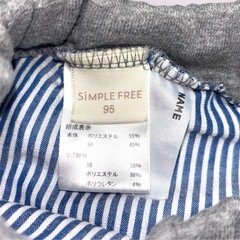 SiMPLE FREE
95
組成表示
本体 ポリエステル 55%
綿 45%
リブ部分
綿 58%
ポリエステル 38%
ポリウレタン 4%
NAME